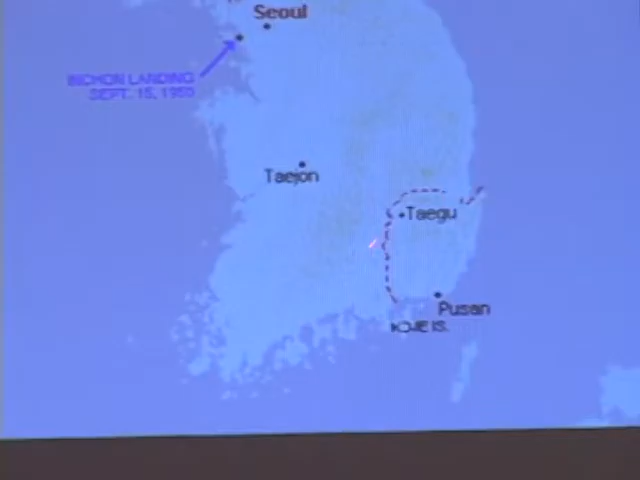 Seoul
INCHON LANDING
SEPT. 15, 1950
Taejon
Taegu
Pusan
KOJE IS.